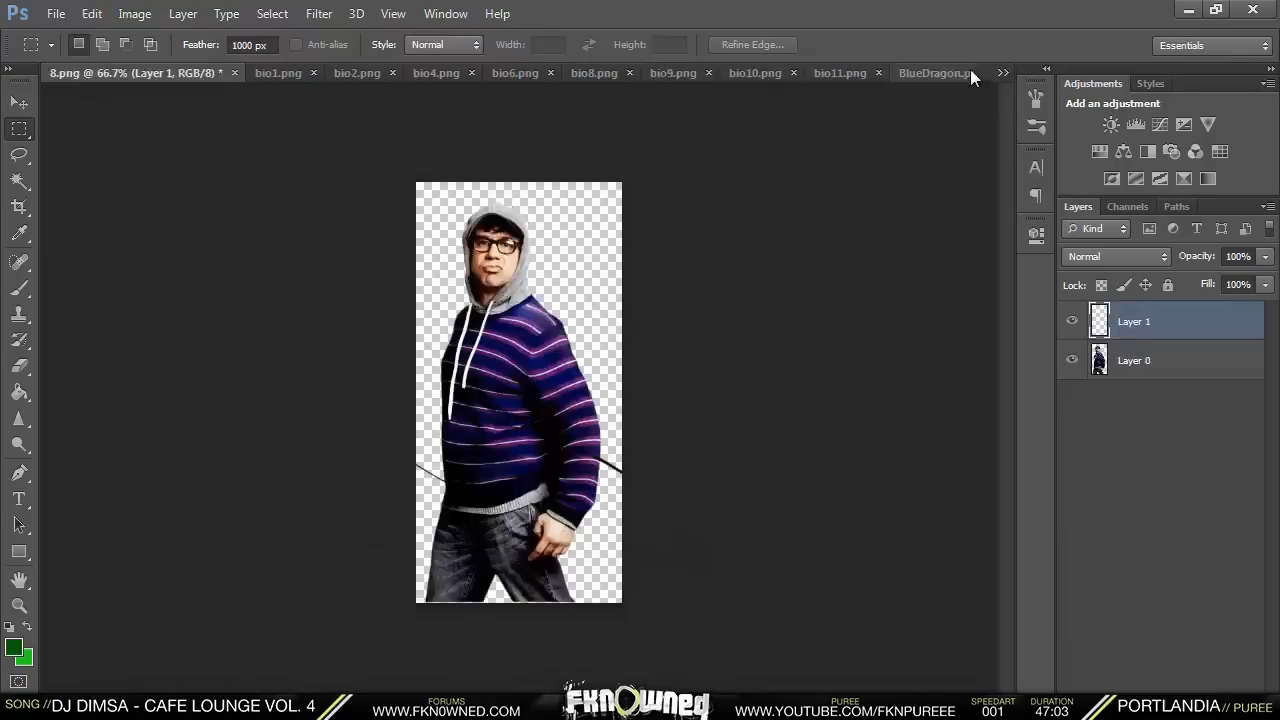 Ps File Edit Image Layer Type Select Filter 3D View Window Help
Feather: 1000 px Anti-alias Style: Normal Width: Height: Refine Edge... Essentials
8.png @ 66.7% (Layer 1, RGB/8) * × bio1.png × bio2.png × bio4.png × bio6.png × bio8.png × bio9.png × bio10.png × bio11.png × BlueDragon.p
Adjustments Styles
Add an adjustment
Layers Channels Paths
Kind
Normal Opacity: 100%
Lock: Fill: 100%
Layer 1
Layer 0
SONG // DJ DIMSA - CAFE LOUNGE VOL. 4
FORUMS
WWW.FKN0WNED.COM
FKNOWNED
PUREE
WWW.YOUTUBE.COM/FKNPUREEE
SPEEDART
001
DURATION
47:03
PORTLANDIA // PUREE